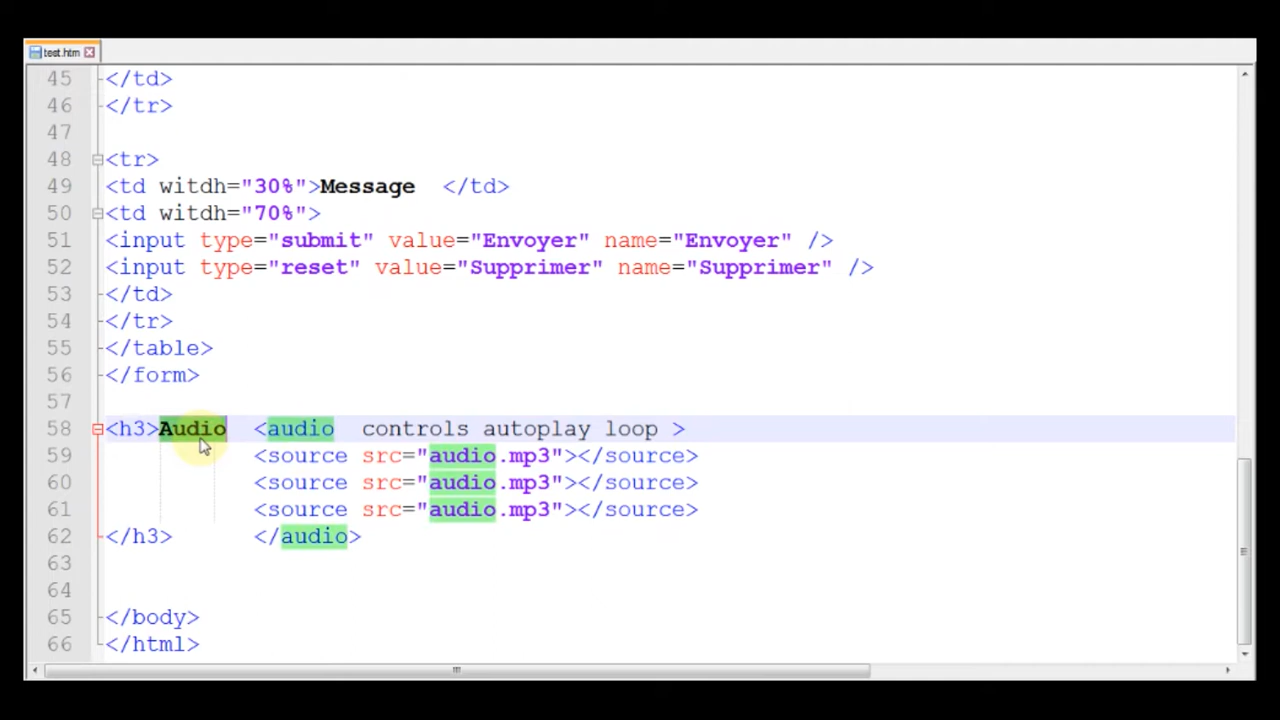 test.htm
45 </td>
46 </tr>
47
48 <tr>
49 <td witdh="30%">Message  </td>
50 <td witdh="70%">
51 <input type="submit" value="Envoyer" name="Envoyer" />
52 <input type="reset" value="Supprimer" name="Supprimer" />
53 </td>
54 </tr>
55 </table>
56 </form>
57
58 <h3>Audio  <audio  controls autoplay loop >
59 <source src="audio.mp3"></source>
60 <source src="audio.mp3"></source>
61 <source src="audio.mp3"></source>
62 </h3>      </audio>
63
64
65 </body>
66 </html>